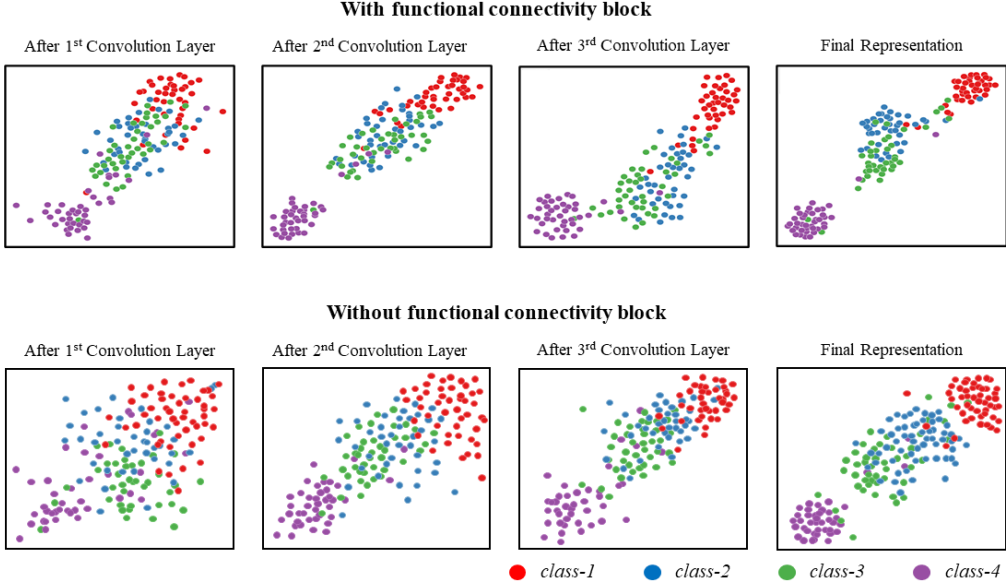 With functional connectivity block
After 1st Convolution Layer
After 2nd Convolution Layer
After 3rd Convolution Layer
Final Representation
Without functional connectivity block
After 1st Convolution Layer
After 2nd Convolution Layer
After 3rd Convolution Layer
Final Representation
class-1
class-2
class-3
class-4